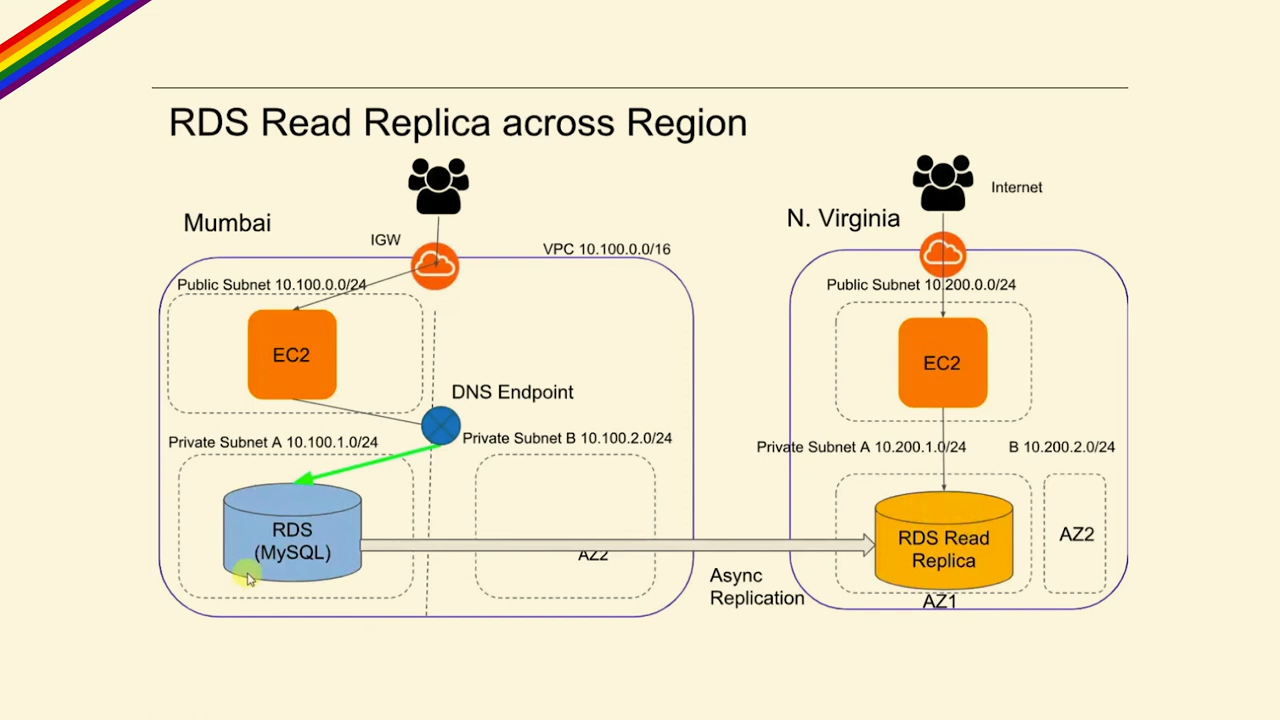 RDS Read Replica across Region
Internet
Mumbai
N. Virginia
IGW
VPC 10.100.0.0/16
Public Subnet 10.100.0.0/24
Public Subnet 10.200.0.0/24
EC2
EC2
DNS Endpoint
Private Subnet A 10.100.1.0/24
Private Subnet B 10.100.2.0/24
Private Subnet A 10.200.1.0/24
B 10.200.2.0/24
RDS
(MySQL)
AZ2
RDS Read
Replica
AZ2
Async
Replication
AZ1